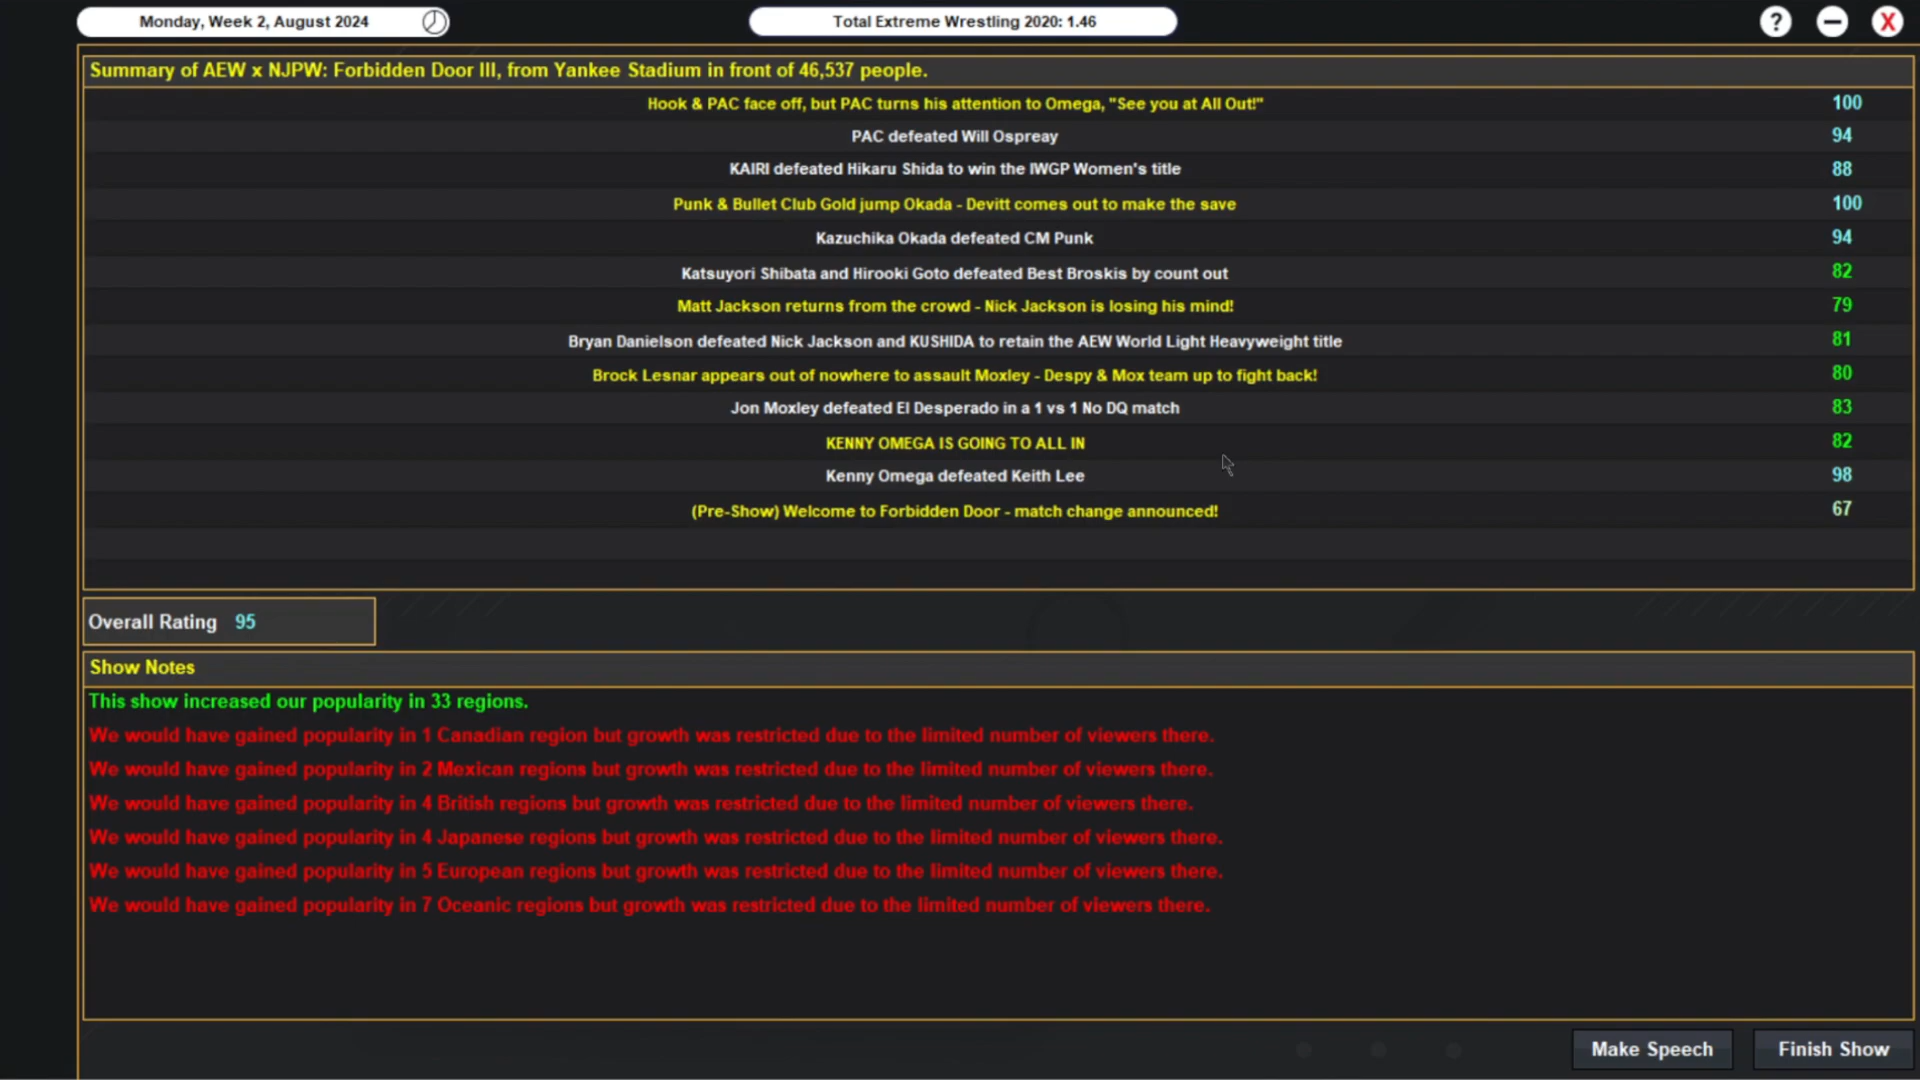 Monday, Week 2, August 2024
Total Extreme Wrestling 2020: 1.46
?
X
Summary of AEW x NJPW: Forbidden Door III, from Yankee Stadium in front of 46,537 people.
Hook & PAC face off, but PAC turns his attention to Omega, "See you at All Out!" 100
PAC defeated Will Ospreay 94
KAIRI defeated Hikaru Shida to win the IWGP Women's title 88
Punk & Bullet Club Gold jump Okada - Devitt comes out to make the save 100
Kazuchika Okada defeated CM Punk 94
Katsuyori Shibata and Hirooki Goto defeated Best Broskis by count out 82
Matt Jackson returns from the crowd - Nick Jackson is losing his mind! 79
Bryan Danielson defeated Nick Jackson and KUSHIDA to retain the AEW World Light Heavyweight title 81
Brock Lesnar appears out of nowhere to assault Moxley - Despy & Mox team up to fight back! 80
Jon Moxley defeated El Desperado in a 1 vs 1 No DQ match 83
KENNY OMEGA IS GOING TO ALL IN 82
Kenny Omega defeated Keith Lee 98
(Pre-Show) Welcome to Forbidden Door - match change announced! 67
Overall Rating 95
Show Notes
This show increased our popularity in 33 regions.
We would have gained popularity in 1 Canadian region but growth was restricted due to the limited number of viewers there.
We would have gained popularity in 2 Mexican regions but growth was restricted due to the limited number of viewers there.
We would have gained popularity in 4 British regions but growth was restricted due to the limited number of viewers there.
We would have gained popularity in 4 Japanese regions but growth was restricted due to the limited number of viewers there.
We would have gained popularity in 5 European regions but growth was restricted due to the limited number of viewers there.
We would have gained popularity in 7 Oceanic regions but growth was restricted due to the limited number of viewers there.
Make Speech
Finish Show